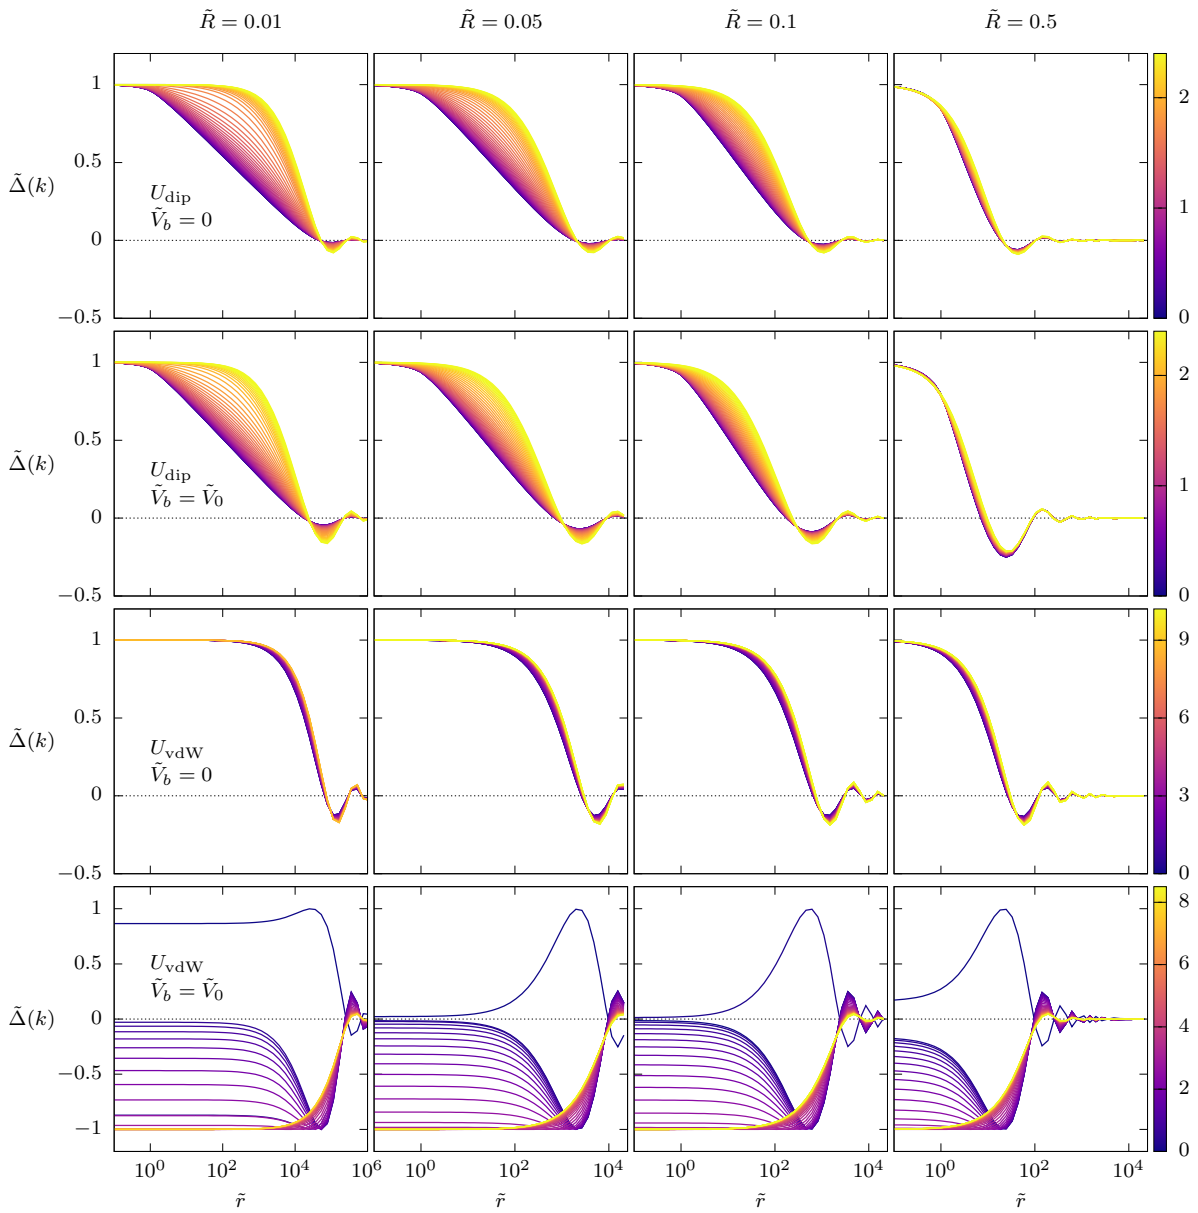 R̃ = 0.01 R̃ = 0.05 R̃ = 0.1 R̃ = 0.5
1
0.5
0
−0.5
Δ̃(k)
U_dip
Ṽ_b = 0
2
1
0
1
0.5
0
−0.5
Δ̃(k)
U_dip
Ṽ_b = Ṽ_0
2
1
0
1
0.5
0
−0.5
Δ̃(k)
U_vdW
Ṽ_b = 0
9
6
3
0
1
0.5
0
−0.5
−1
Δ̃(k)
U_vdW
Ṽ_b = Ṽ_0
8
6
4
2
0
10^0 10^2 10^4 10^6 10^0 10^2 10^4 10^0 10^2 10^4 10^0 10^2 10^4
r̃ r̃ r̃ r̃